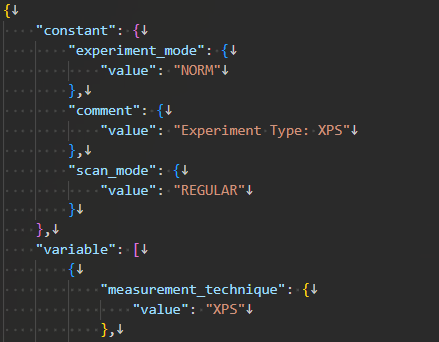 {↓
    "constant": {↓
        "experiment_mode": {↓
            "value": "NORM"↓
        },↓
        "comment": {↓
            "value": "Experiment Type: XPS"↓
        },↓
        "scan_mode": {↓
            "value": "REGULAR"↓
        }↓
    },↓
    "variable": [↓
        {↓
            "measurement_technique": {↓
                "value": "XPS"↓
            },↓